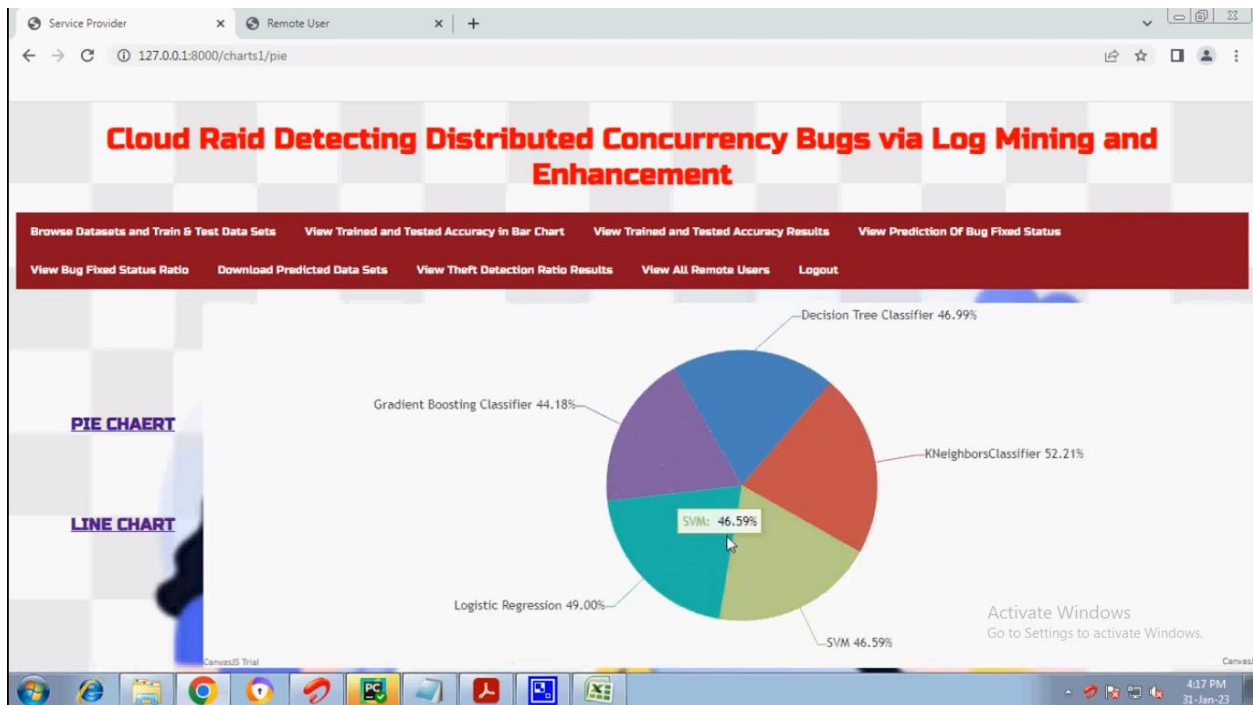 Service Provider
Remote User
127.0.0.1:8000/charts1/pie
Cloud Raid Detecting Distributed Concurrency Bugs via Log Mining and
Enhancement
Browse Datasets and Train & Test Data Sets View Trained and Tested Accuracy in Bar Chart View Trained and Tested Accuracy Results View Prediction Of Bug Fixed Status
View Bug Fixed Status Ratio Download Predicted Data Sets View Theft Detection Ratio Results View All Remote Users Logout
Decision Tree Classifier 46.99%
Gradient Boosting Classifier 44.18%
PIE CHAERT
KNeighborsClassifier 52.21%
LINE CHART
SVM: 46.59%
Logistic Regression 49.00%
Activate Windows
Go to Settings to activate Windows.
SVM 46.59%
CanvasJS Trial
CanvasJ
PC
4:17 PM
31-Jan-23